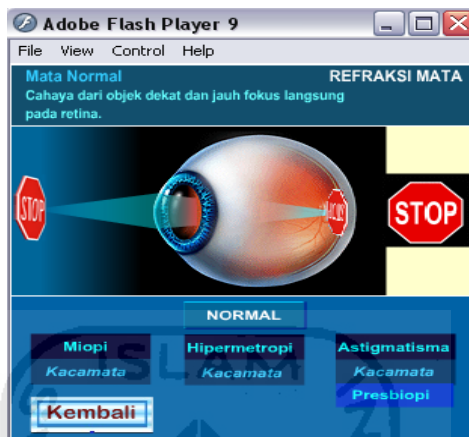 Adobe Flash Player 9
File View Control Help
Mata Normal
REFRAKSI MATA
Cahaya dari objek dekat dan jauh fokus langsung
pada retina.
STOP
STOP
NORMAL
Miopi
Hipermetropi
Astigmatisma
Kacamata
Kacamata
Kacamata
Presbiopi
ISLAM
Kembali